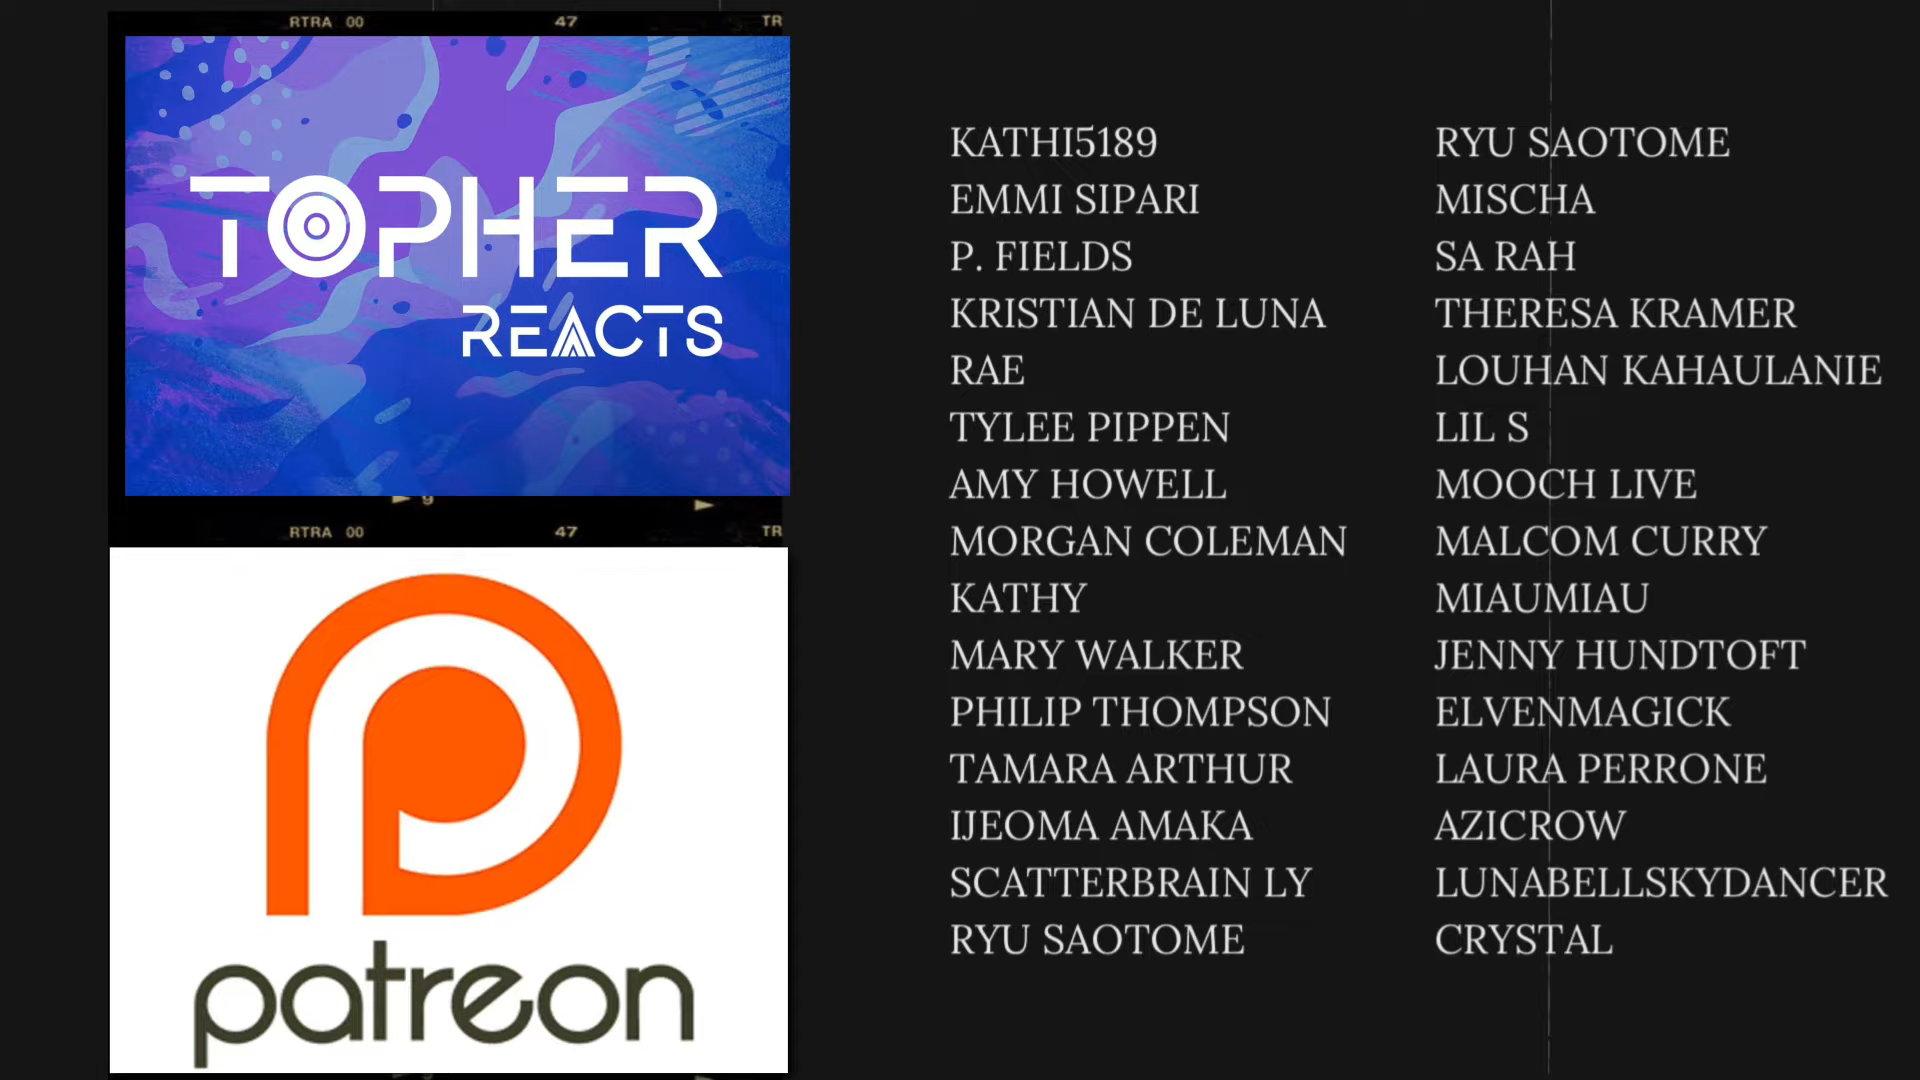 RTRA 00 47 TR
TOPHER
REACTS
9
RTRA 00 47 TR
patreon
KATHI5189
EMMI SIPARI
P. FIELDS
KRISTIAN DE LUNA
RAE
TYLEE PIPPEN
AMY HOWELL
MORGAN COLEMAN
KATHY
MARY WALKER
PHILIP THOMPSON
TAMARA ARTHUR
IJEOMA AMAKA
SCATTERBRAIN LY
RYU SAOTOME
RYU SAOTOME
MISCHA
SA RAH
THERESA KRAMER
LOUHAN KAHAULANIE
LIL S
MOOCH LIVE
MALCOM CURRY
MIAUMIAU
JENNY HUNDTOFT
ELVENMAGICK
LAURA PERRONE
AZICROW
LUNABELLSKYDANCER
CRYSTAL